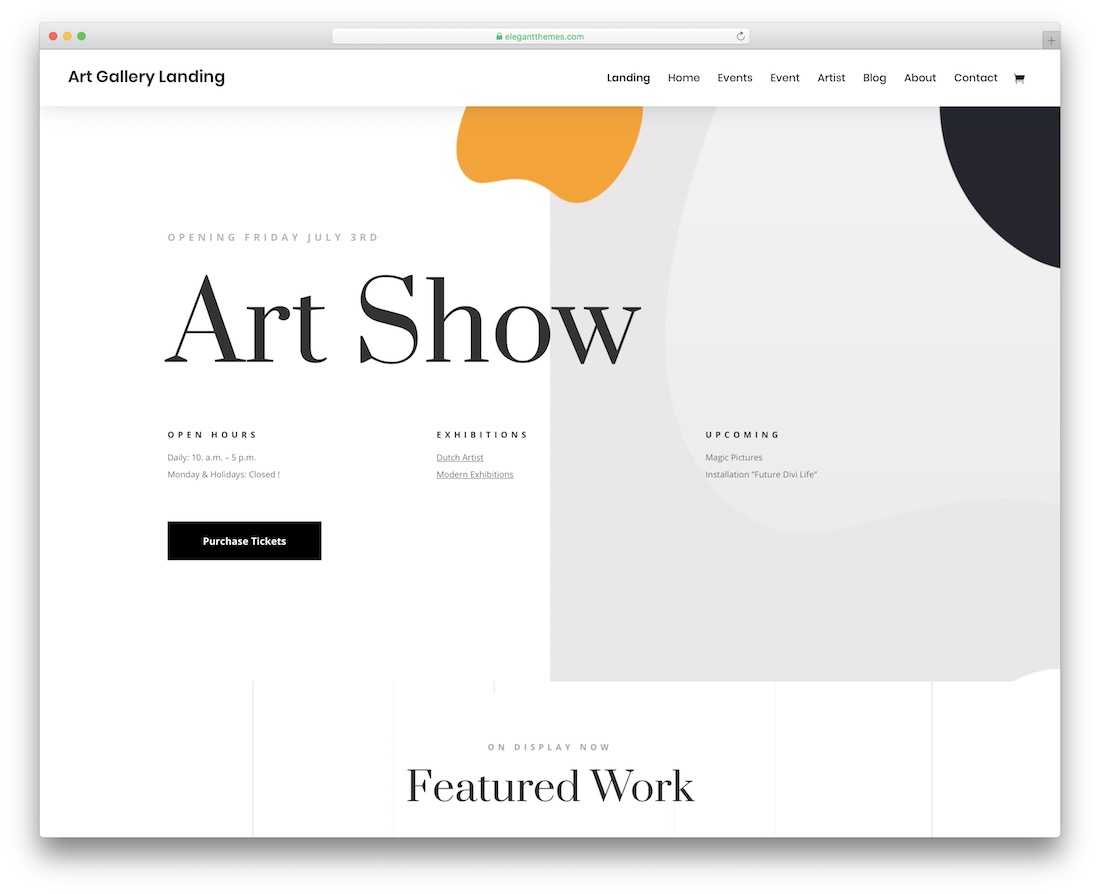 elegantthemes.com
Art Gallery Landing
Landing Home Events Event Artist Blog About Contact
OPENING FRIDAY JULY 3RD
Art Show
OPEN HOURS
Daily: 10. a.m. – 5 p.m.
Monday & Holidays: Closed !
EXHIBITIONS
Dutch Artist
Modern Exhibitions
UPCOMING
Magic Pictures
Installation “Future Divi Life”
Purchase Tickets
ON DISPLAY NOW
Featured Work